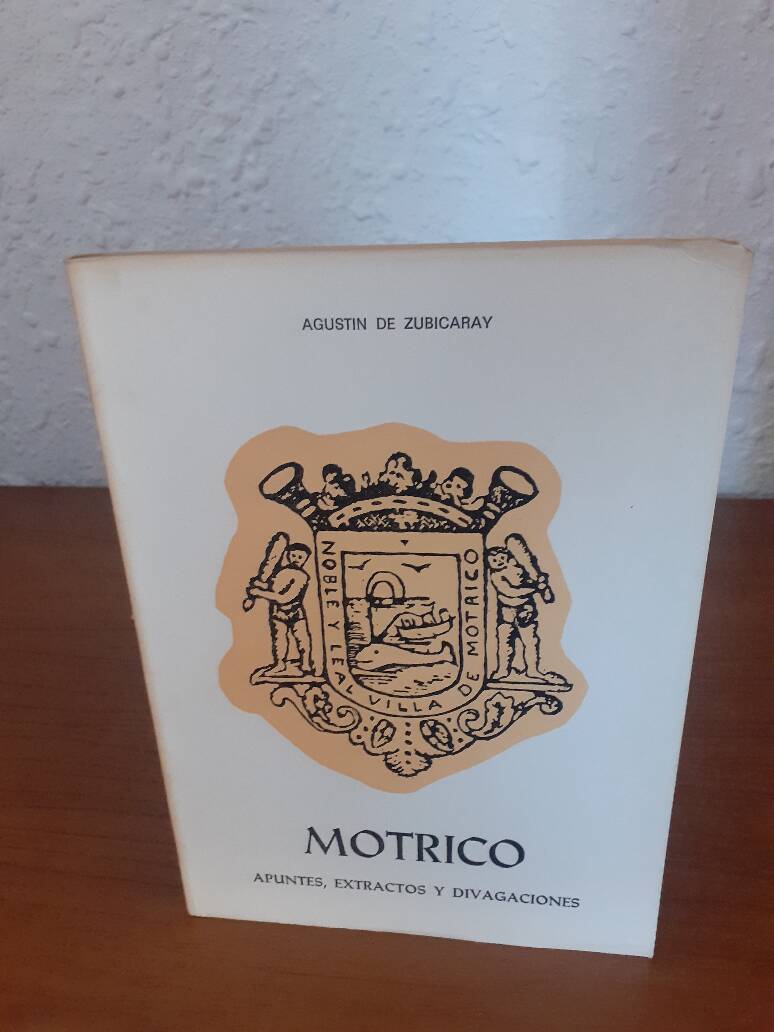 AGUSTIN DE ZUBICARAY
NOBLE Y LEAL VILLA DE MOTRICO
MOTRICO
APUNTES, EXTRACTOS Y DIVAGACIONES